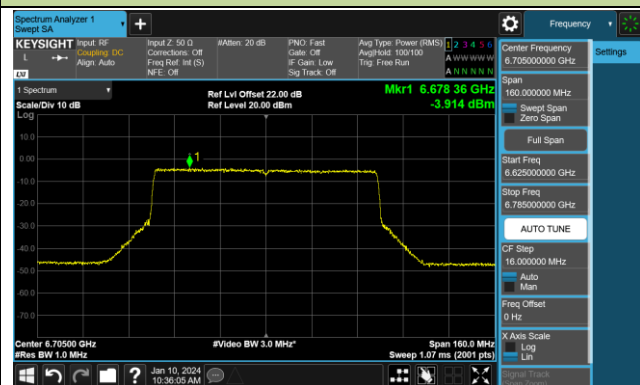 Spectrum Analyzer 1
Swept SA
Frequency
KEYSIGHT
L
Input: RF
Coupling: DC
Align: Auto
Input Z: 50 Ω
Corrections: Off
Freq Ref: Int (S)
NFE: Off
#Atten: 20 dB
PNO: Fast
Gate: Off
IF Gain: Low
Sig Track: Off
Avg Type: Power (RMS)
Avg|Hold: 100/100
Trig: Free Run
1 2 3 4 5 6
A W W W W W
A N N N N N
LXI
1 Spectrum
Scale/Div 10 dB
Log
Ref Lvl Offset 22.00 dB
Ref Level 20.00 dBm
Mkr1 6.678 36 GHz
-3.914 dBm
1
10.0
0.00
-10.0
-20.0
-30.0
-40.0
-50.0
-60.0
-70.0
Center 6.70500 GHz
#Res BW 1.0 MHz
#Video BW 3.0 MHz*
Span 160.0 MHz
Sweep 1.07 ms (2001 pts)
Center Frequency
6.705000000 GHz
Span
160.000000 MHz
Swept Span
Zero Span
Full Span
Start Freq
6.625000000 GHz
Stop Freq
6.785000000 GHz
AUTO TUNE
CF Step
16.000000 MHz
Auto
Man
Freq Offset
0 Hz
X Axis Scale
Log
Lin
Signal Track
(Span Zoom)
Settings
Jan 10, 2024
10:36:05 AM